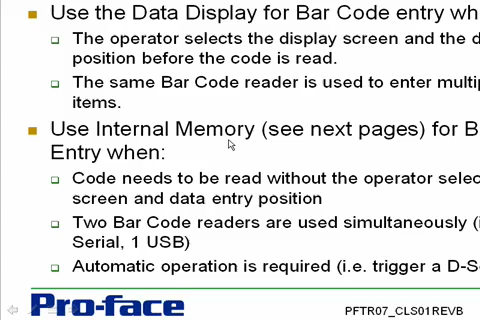 Use the Data Display for Bar Code entry wh
The operator selects the display screen and the d
position before the code is read.
The same Bar Code reader is used to enter multip
items.
Use Internal Memory (see next pages) for B
Entry when:
Code needs to be read without the operator selec
screen and data entry position
Two Bar Code readers are used simultaneously (i
Serial, 1 USB)
Automatic operation is required (i.e. trigger a D-S
Pro-face
PFTR07_CLS01REVB